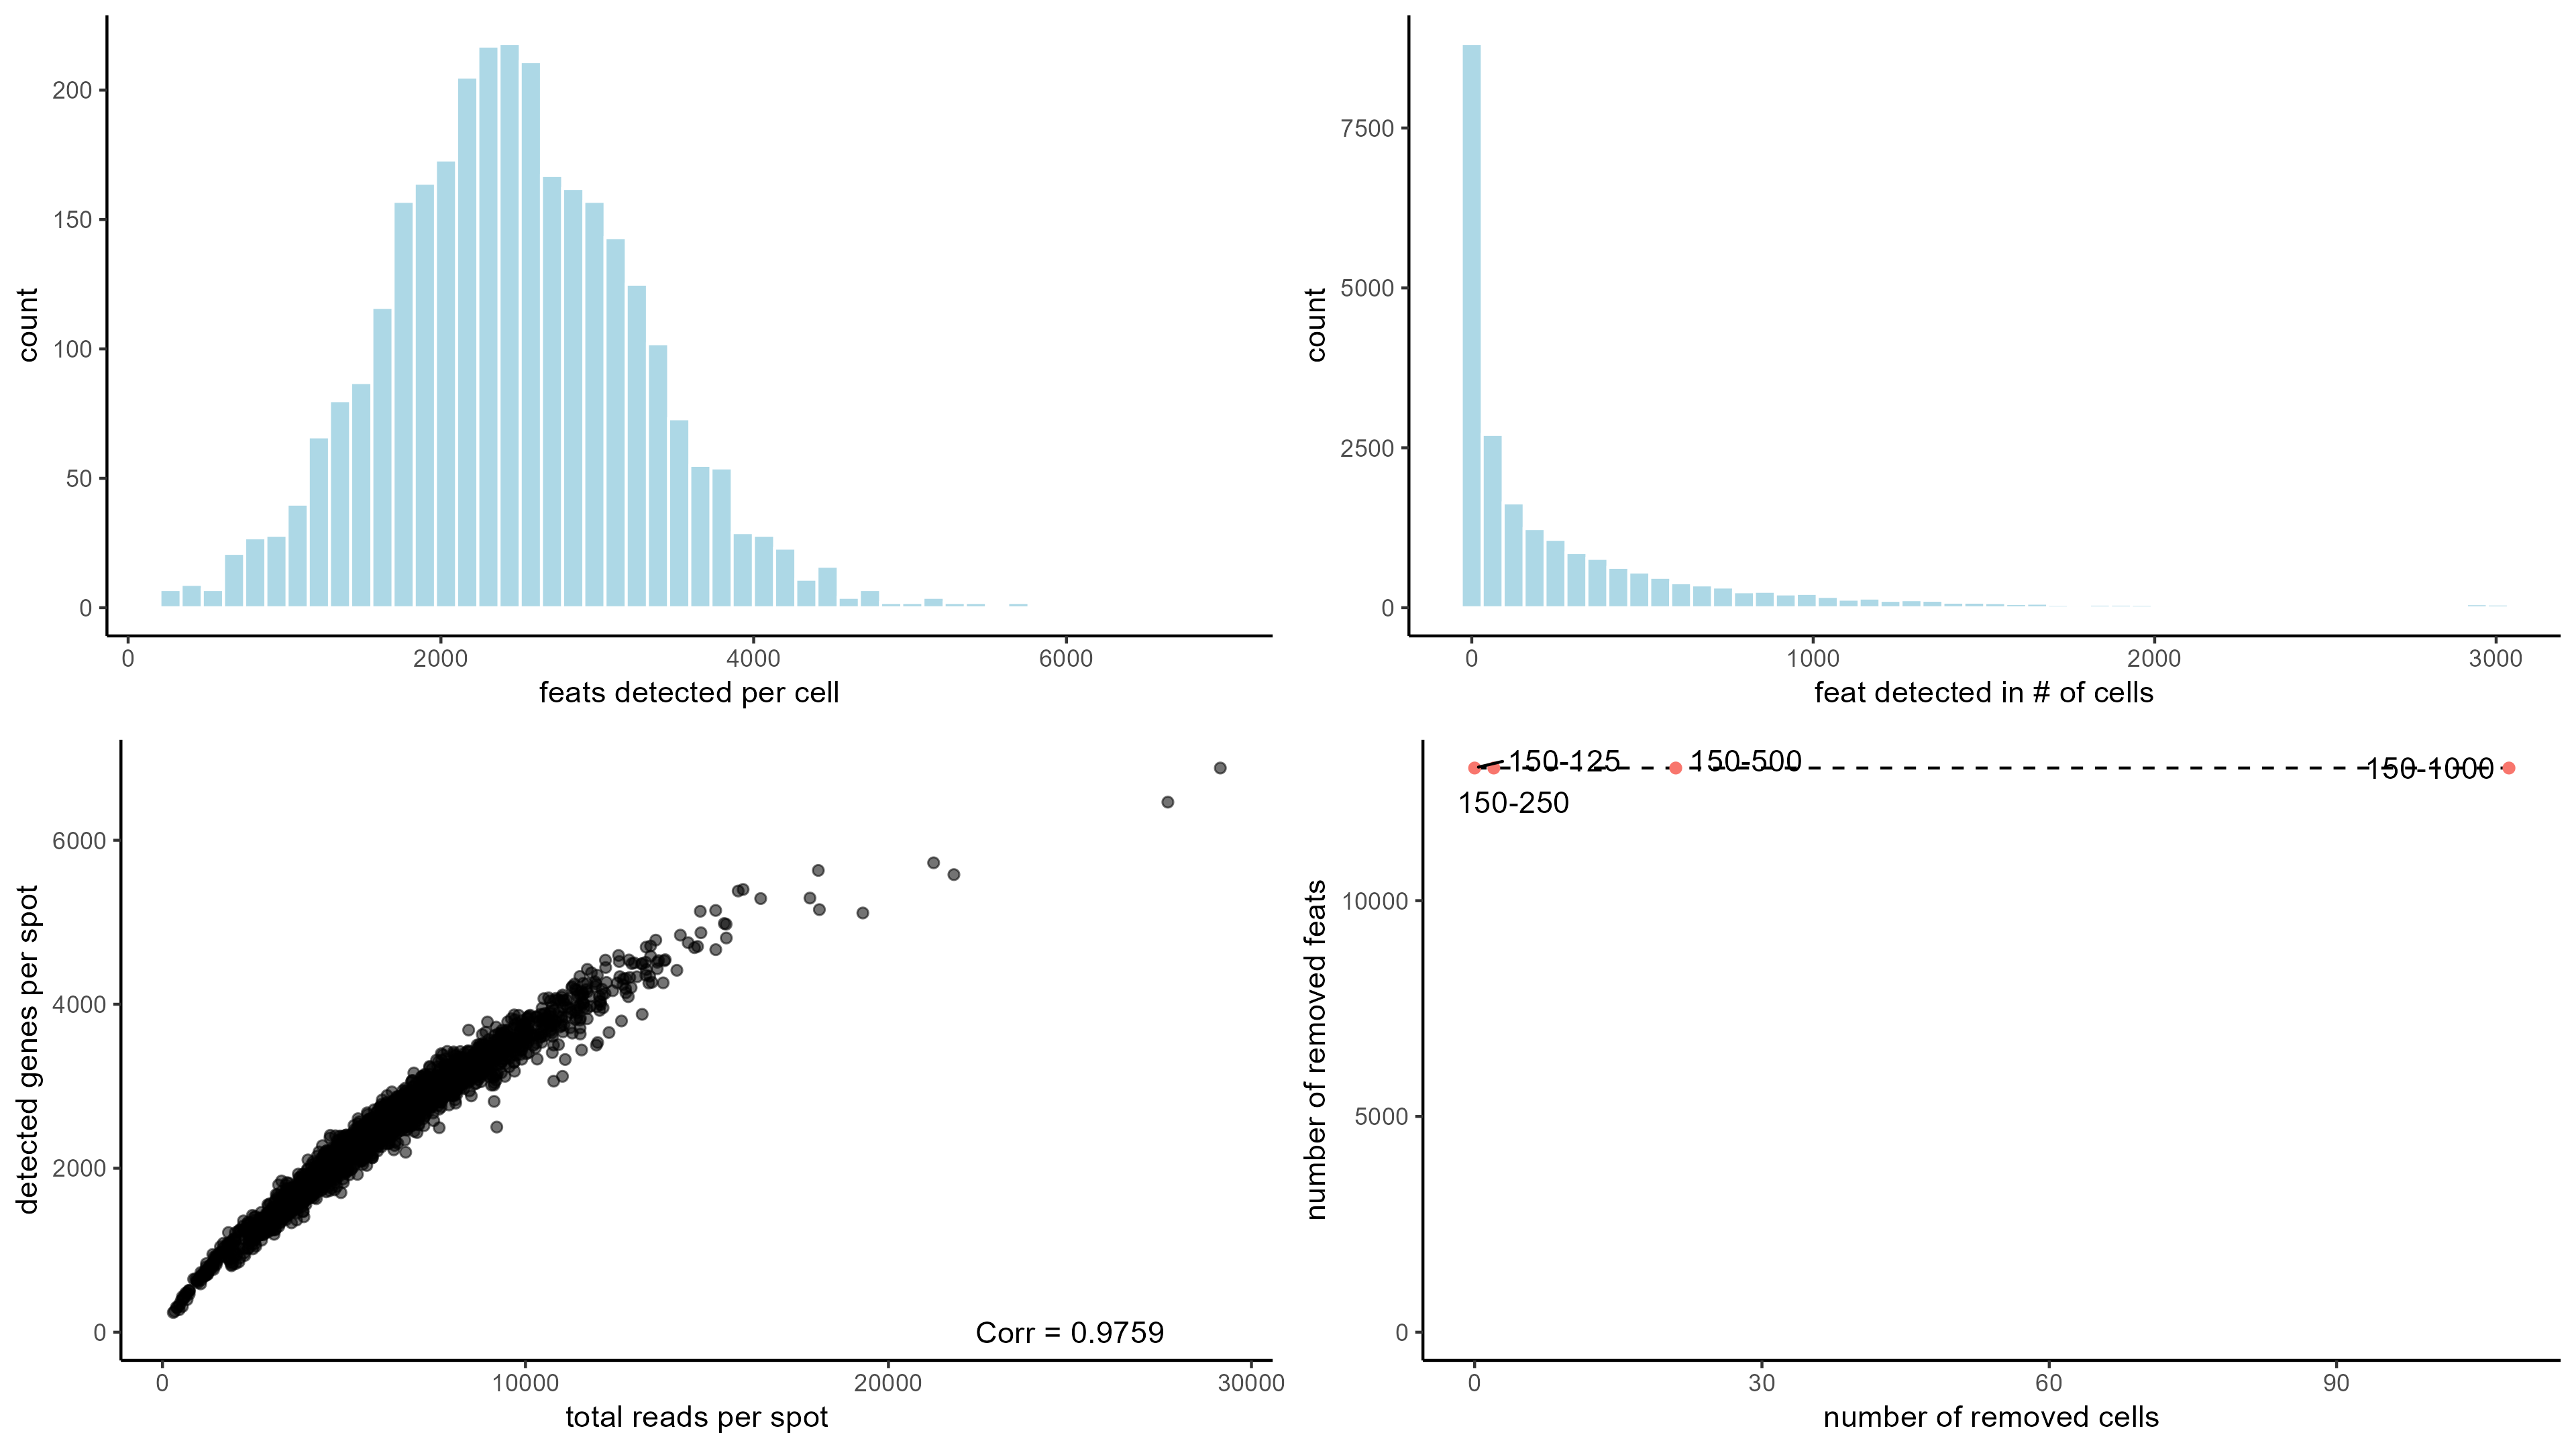 count
200
150
100
50
0
0 2000 4000 6000
feats detected per cell
count
7500
5000
2500
0
0 1000 2000 3000
feat detected in # of cells
detected genes per spot
6000
4000
2000
0
Corr = 0.9759
0 10000 20000 30000
total reads per spot
number of removed feats
150-125 150-500 150-1000
150-250
10000
5000
0
0 30 60 90
number of removed cells